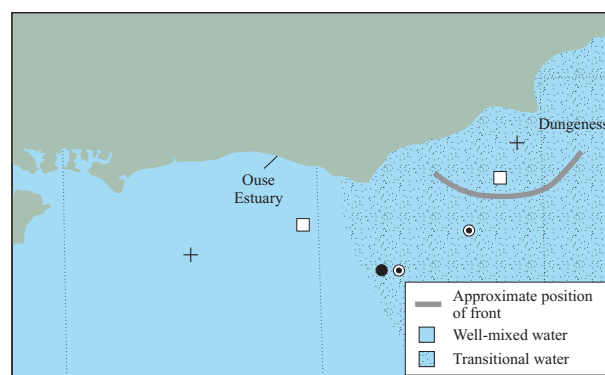 Dungeness
Ouse
Estuary
Approximate position
of front
Well-mixed water
Transitional water